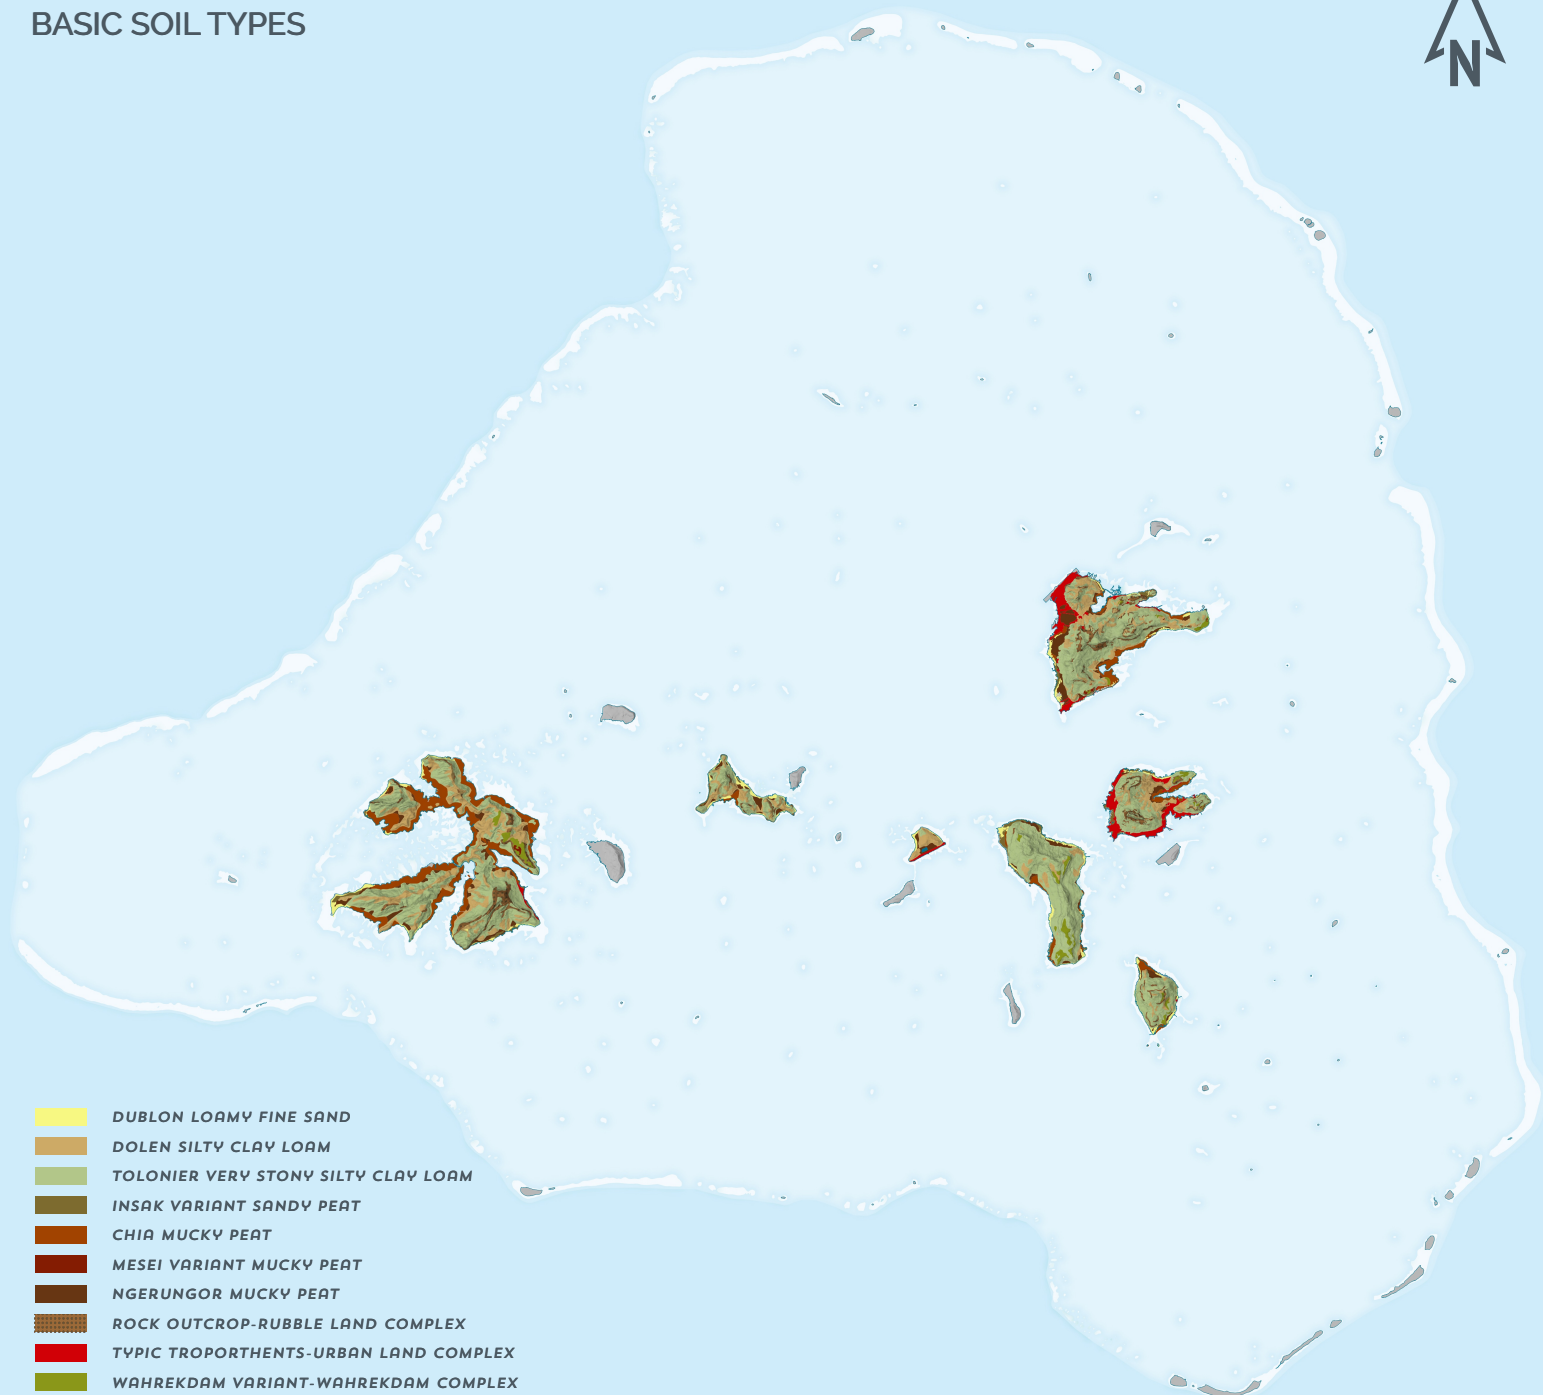 BASIC SOIL TYPES
N
DUBLON LOAMY FINE SAND
DOLEN SILTY CLAY LOAM
TOLONIER VERY STONY SILTY CLAY LOAM
INSAK VARIANT SANDY PEAT
CHIA MUCKY PEAT
MESEI VARIANT MUCKY PEAT
NGERUNGOR MUCKY PEAT
ROCK OUTCROP-RUBBLE LAND COMPLEX
TYPIC TROPORTHENTS-URBAN LAND COMPLEX
WAHREKDAM VARIANT-WAHREKDAM COMPLEX